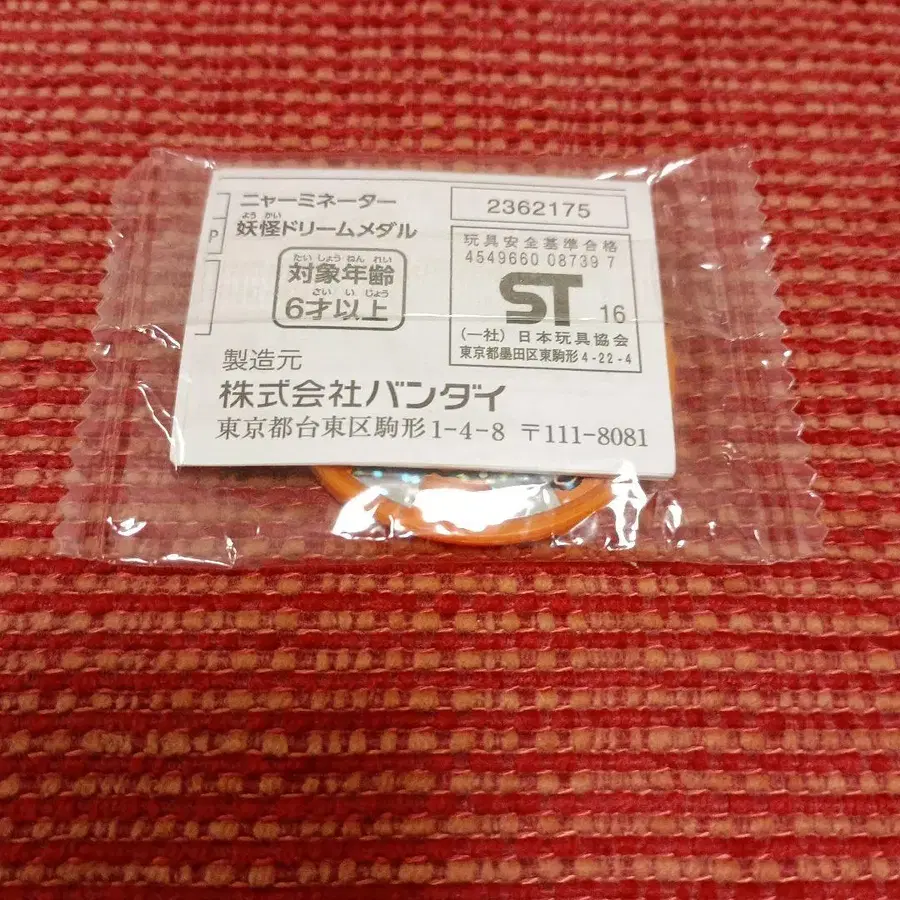 ニャーミネーター
よう かい
妖怪ドリームメダル
P
たい しょう ねん れい
対象年齢
さい い じょう
6才以上
2362175
玩具安全基準合格
4549660 08739 7
ST 16
(一社) 日本玩具協会
東京都墨田区東駒形4-22-4
製造元
株式会社バンダイ
東京都台東区駒形1-4-8 〒111-8081